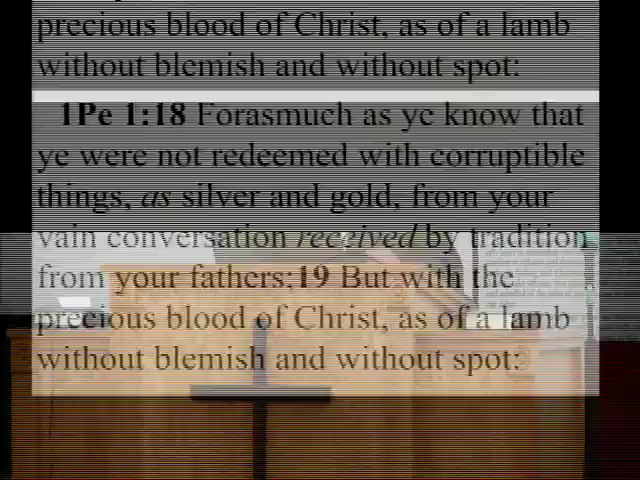 precious blood of Christ, as of a lamb
without blemish and without spot:
1Pe 1:18 Forasmuch as ye know that
ye were not redeemed with corruptible
things, as silver and gold, from your
vain conversation received by tradition
from your fathers;19 But with the
precious blood of Christ, as of a lamb
without blemish and without spot: